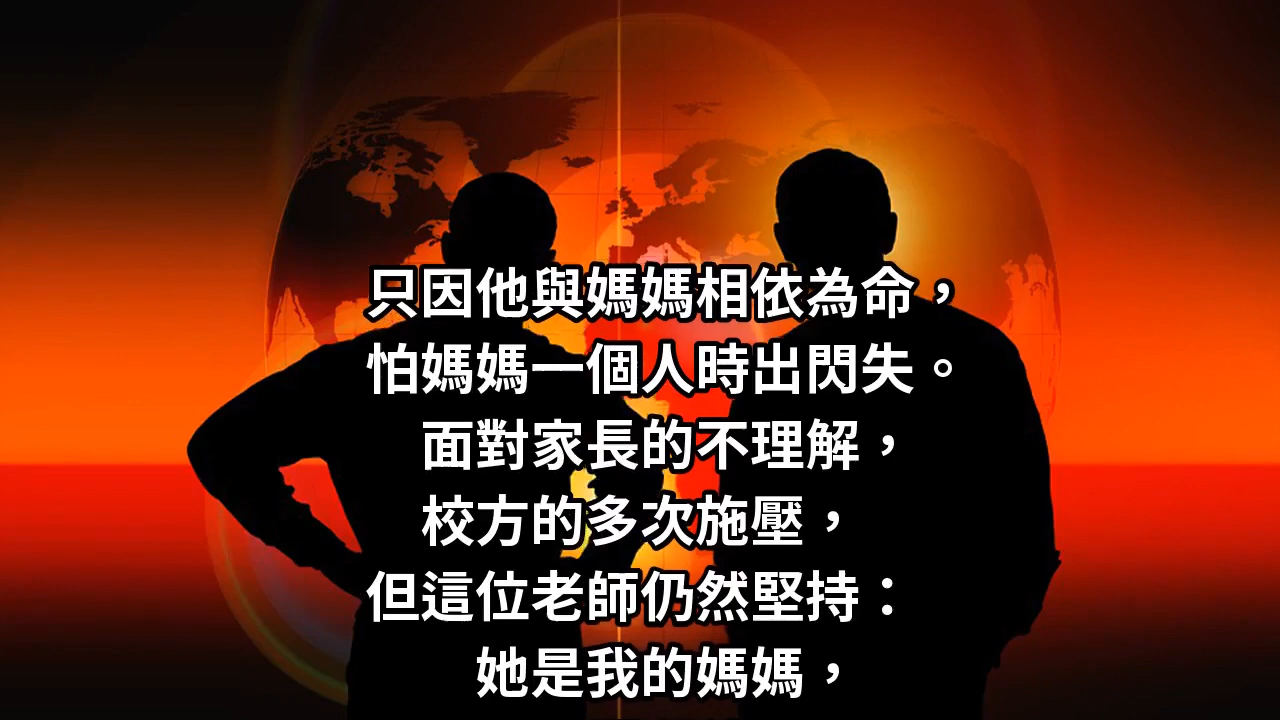 只因他與媽媽相依為命，
怕媽媽一個人時出閃失。
面對家長的不理解，
校方的多次施壓，
但這位老師仍然堅持：
她是我的媽媽，